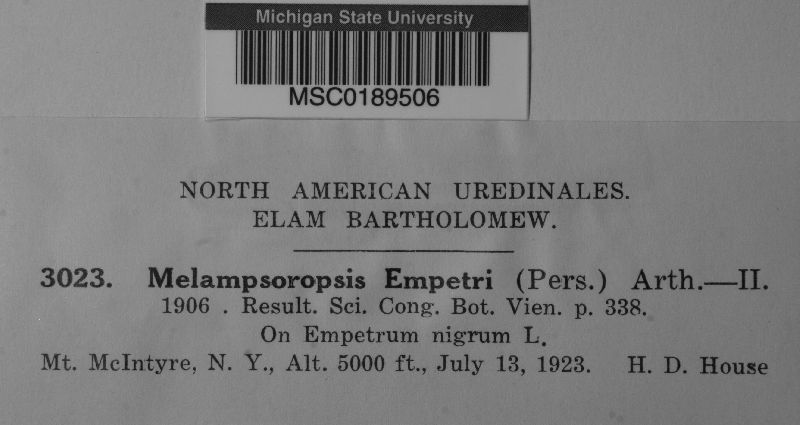 Michigan State University
MSC0189506
NORTH AMERICAN UREDINALES.
ELAM BARTHOLOMEW.
3023. Melampsoropsis Empetri (Pers.) Arth.—II.
1906 . Result. Sci. Cong. Bot. Vien. p. 338.
On Empetrum nigrum L.
Mt. McIntyre, N. Y., Alt. 5000 ft., July 13, 1923. H. D. House